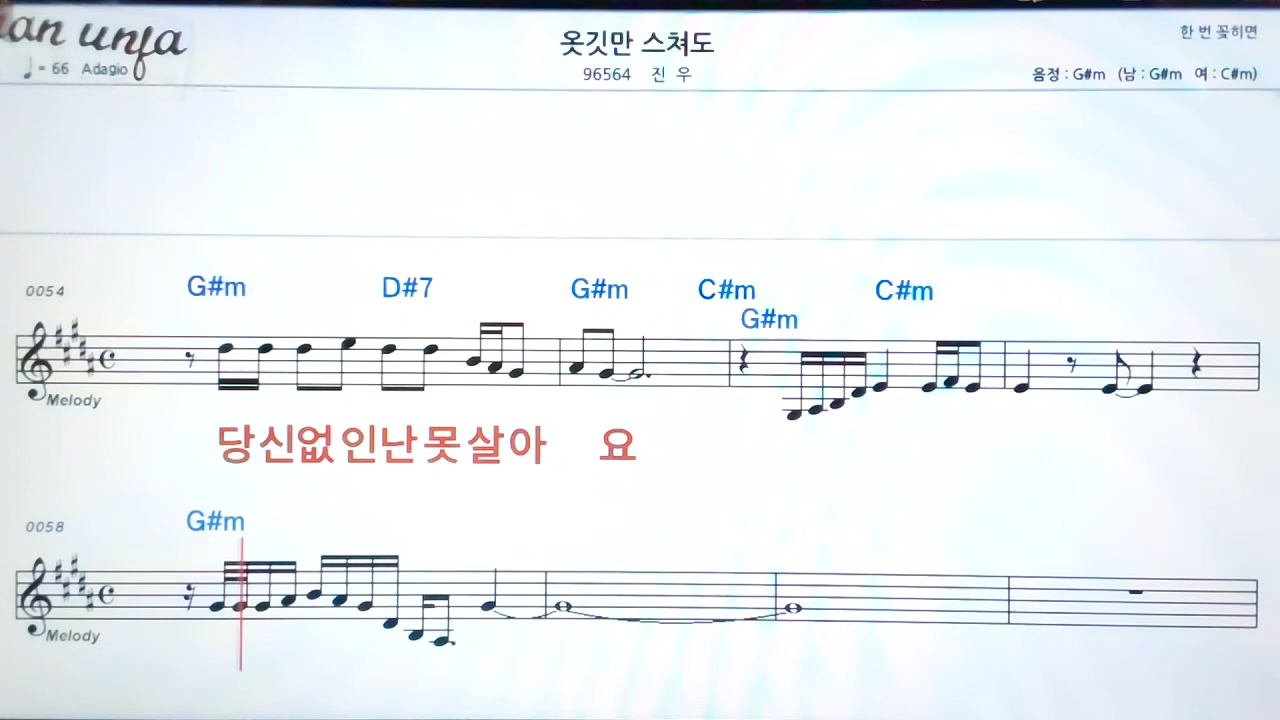 an unfa
옷깃만 스쳐도
한 번 꽂히면
♩= 66 Adagio
96564 진 우
음정 : G#m (남 : G#m 여 : C#m)
0054 G#m D#7 G#m C#m G#m C#m
Melody
당신없인난못살아 요
0058 G#m
Melody